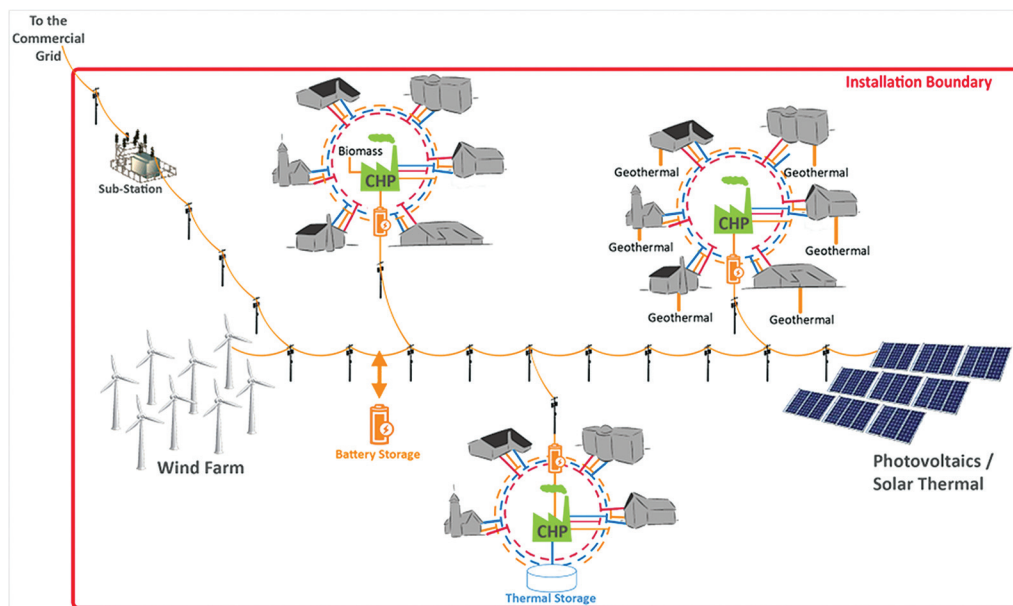 To the
Commercial
Grid
Installation Boundary
Sub-Station
Biomass
CHP
Geothermal
Geothermal
CHP
Geothermal
Geothermal
Geothermal
Geothermal
Wind Farm
Battery Storage
Photovoltaics /
Solar Thermal
CHP
Thermal Storage